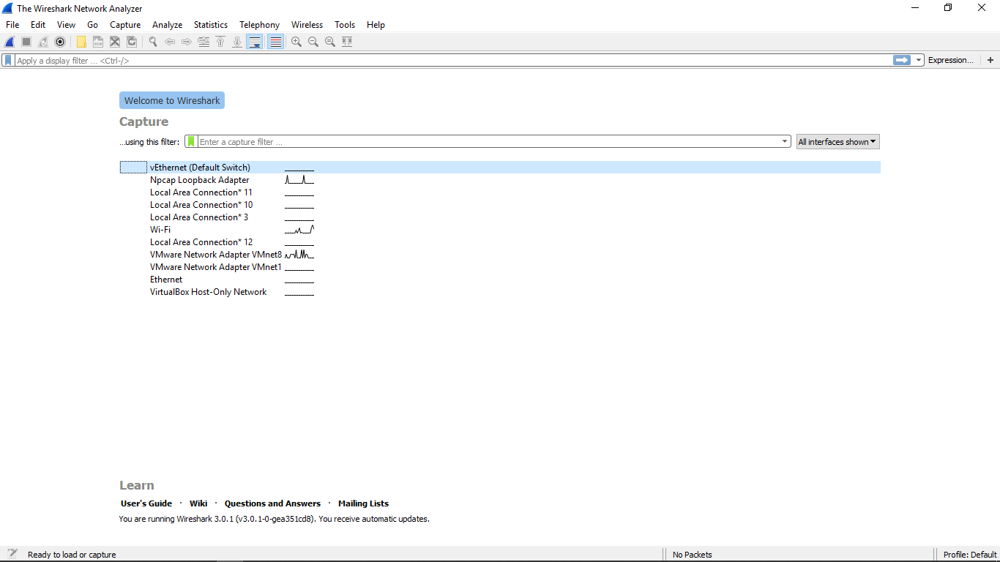 The Wireshark Network Analyzer
File Edit View Go Capture Analyze Statistics Telephony Wireless Tools Help
Apply a display filter ... <Ctrl-/> Expression... +
Welcome to Wireshark
Capture
...using this filter: Enter a capture filter ... All interfaces shown
vEthernet (Default Switch)
Npcap Loopback Adapter
Local Area Connection* 11
Local Area Connection* 10
Local Area Connection* 3
Wi-Fi
Local Area Connection* 12
VMware Network Adapter VMnet8
VMware Network Adapter VMnet1
Ethernet
VirtualBox Host-Only Network
Learn
User's Guide · Wiki · Questions and Answers · Mailing Lists
You are running Wireshark 3.0.1 (v3.0.1-0-gea351cd8). You receive automatic updates.
Ready to load or capture No Packets Profile: Default